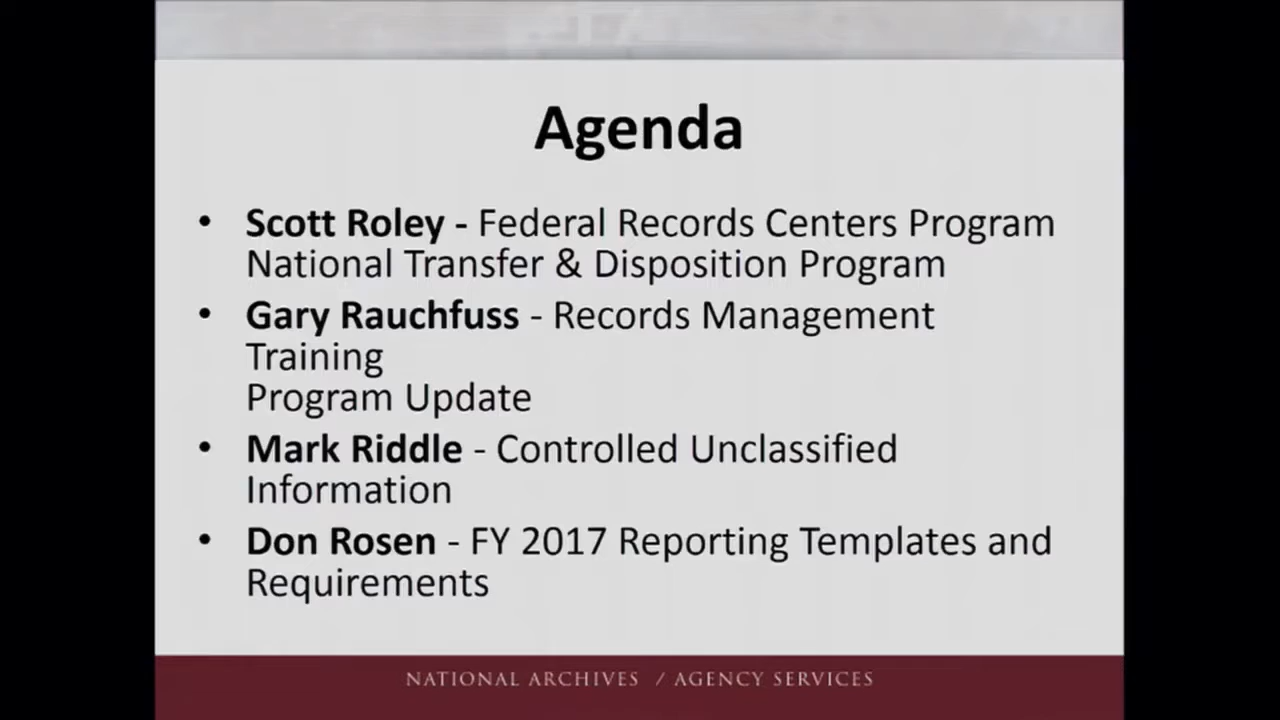 Agenda
• Scott Roley - Federal Records Centers Program
National Transfer & Disposition Program
• Gary Rauchfuss - Records Management
Training
Program Update
• Mark Riddle - Controlled Unclassified
Information
• Don Rosen - FY 2017 Reporting Templates and
Requirements
NATIONAL ARCHIVES / AGENCY SERVICES